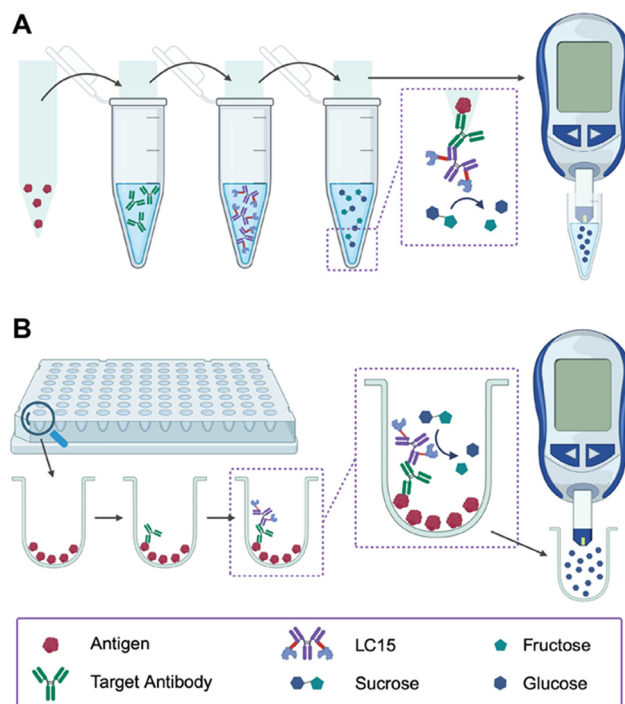 A
B
Antigen
LC15
Fructose
Target Antibody
Sucrose
Glucose